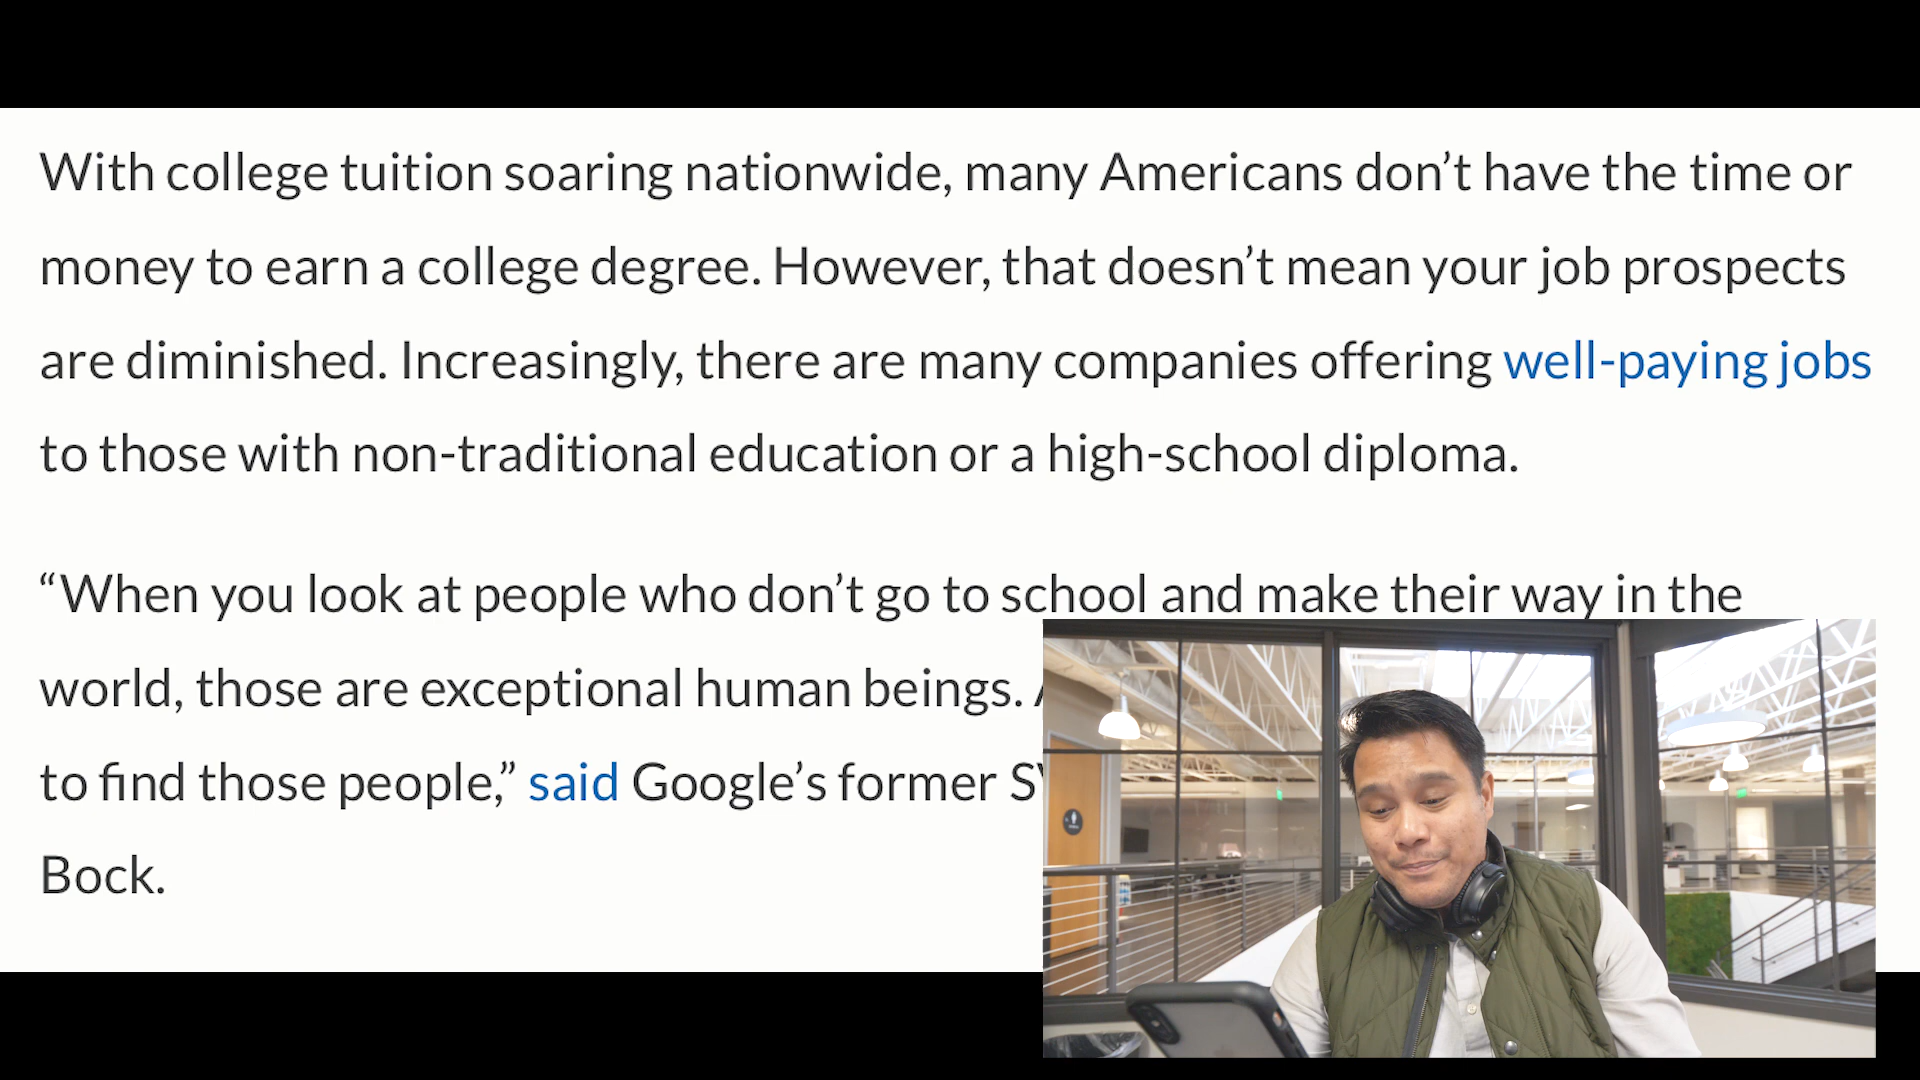 With college tuition soaring nationwide, many Americans don’t have the time or
money to earn a college degree. However, that doesn’t mean your job prospects
are diminished. Increasingly, there are many companies offering well-paying jobs
to those with non-traditional education or a high-school diploma.
“When you look at people who don’t go to school and make their way in the
world, those are exceptional human beings.
to find those people,” said Google’s former
Bock.